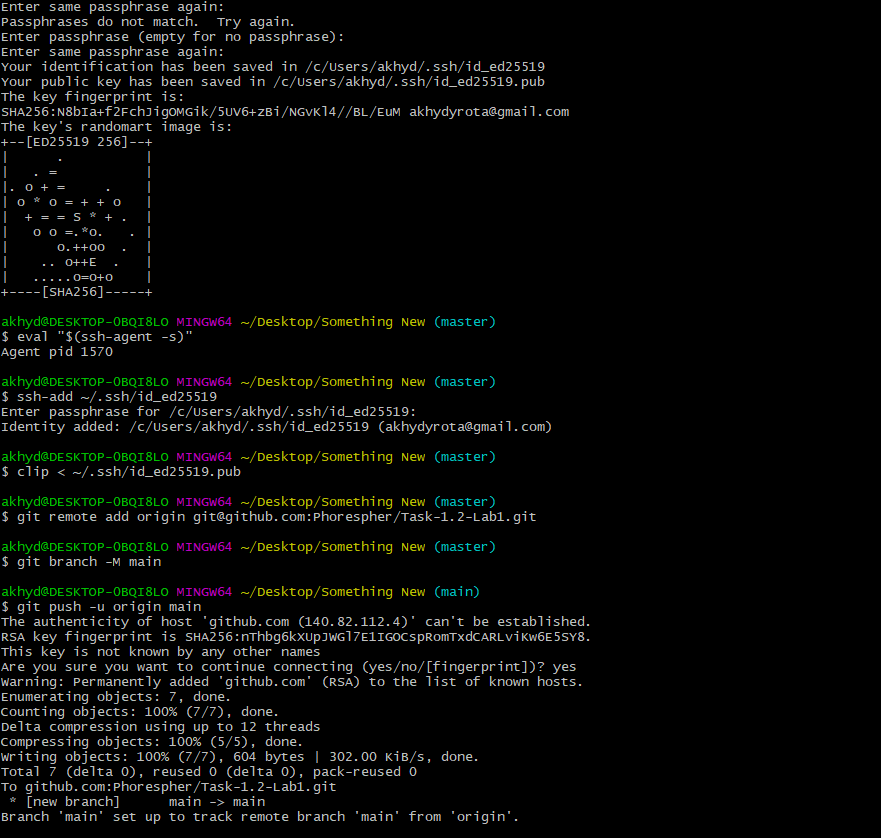 Enter same passphrase again:
Passphrases do not match.  Try again.
Enter passphrase (empty for no passphrase):
Enter same passphrase again:
Your identification has been saved in /c/Users/akhyd/.ssh/id_ed25519
Your public key has been saved in /c/Users/akhyd/.ssh/id_ed25519.pub
The key fingerprint is:
SHA256:N8bIa+f2FchJigOMGik/5UV6+zBi/NGvKl4//BL/EuM akhydyrota@gmail.com
The key's randomart image is:
+--[ED25519 256]--+
|      .          |
|   . =           |
|. o + =     .    |
| o * o = + + o   |
|  + = = S * + .  |
|   o o =.*o.   . |
|      o.++oo  .  |
|    .. o++E  .   |
|   .....o=o+o    |
+----[SHA256]-----+
akhyd@DESKTOP-0BQI8LO MINGW64 ~/Desktop/Something New (master)
$ eval "$(ssh-agent -s)"
Agent pid 1570
akhyd@DESKTOP-0BQI8LO MINGW64 ~/Desktop/Something New (master)
$ ssh-add ~/.ssh/id_ed25519
Enter passphrase for /c/Users/akhyd/.ssh/id_ed25519:
Identity added: /c/Users/akhyd/.ssh/id_ed25519 (akhydyrota@gmail.com)
akhyd@DESKTOP-0BQI8LO MINGW64 ~/Desktop/Something New (master)
$ clip < ~/.ssh/id_ed25519.pub
akhyd@DESKTOP-0BQI8LO MINGW64 ~/Desktop/Something New (master)
$ git remote add origin git@github.com:Phorespher/Task-1.2-Lab1.git
akhyd@DESKTOP-0BQI8LO MINGW64 ~/Desktop/Something New (master)
$ git branch -M main
akhyd@DESKTOP-0BQI8LO MINGW64 ~/Desktop/Something New (main)
$ git push -u origin main
The authenticity of host 'github.com (140.82.112.4)' can't be established.
RSA key fingerprint is SHA256:nThbg6kXUpJWGl7E1IGOCspRomTxdCARLviKw6E5SY8.
This key is not known by any other names
Are you sure you want to continue connecting (yes/no/[fingerprint])? yes
Warning: Permanently added 'github.com' (RSA) to the list of known hosts.
Enumerating objects: 7, done.
Counting objects: 100% (7/7), done.
Delta compression using up to 12 threads
Compressing objects: 100% (5/5), done.
Writing objects: 100% (7/7), 604 bytes | 302.00 KiB/s, done.
Total 7 (delta 0), reused 0 (delta 0), pack-reused 0
To github.com:Phorespher/Task-1.2-Lab1.git
 * [new branch]      main -> main
Branch 'main' set up to track remote branch 'main' from 'origin'.